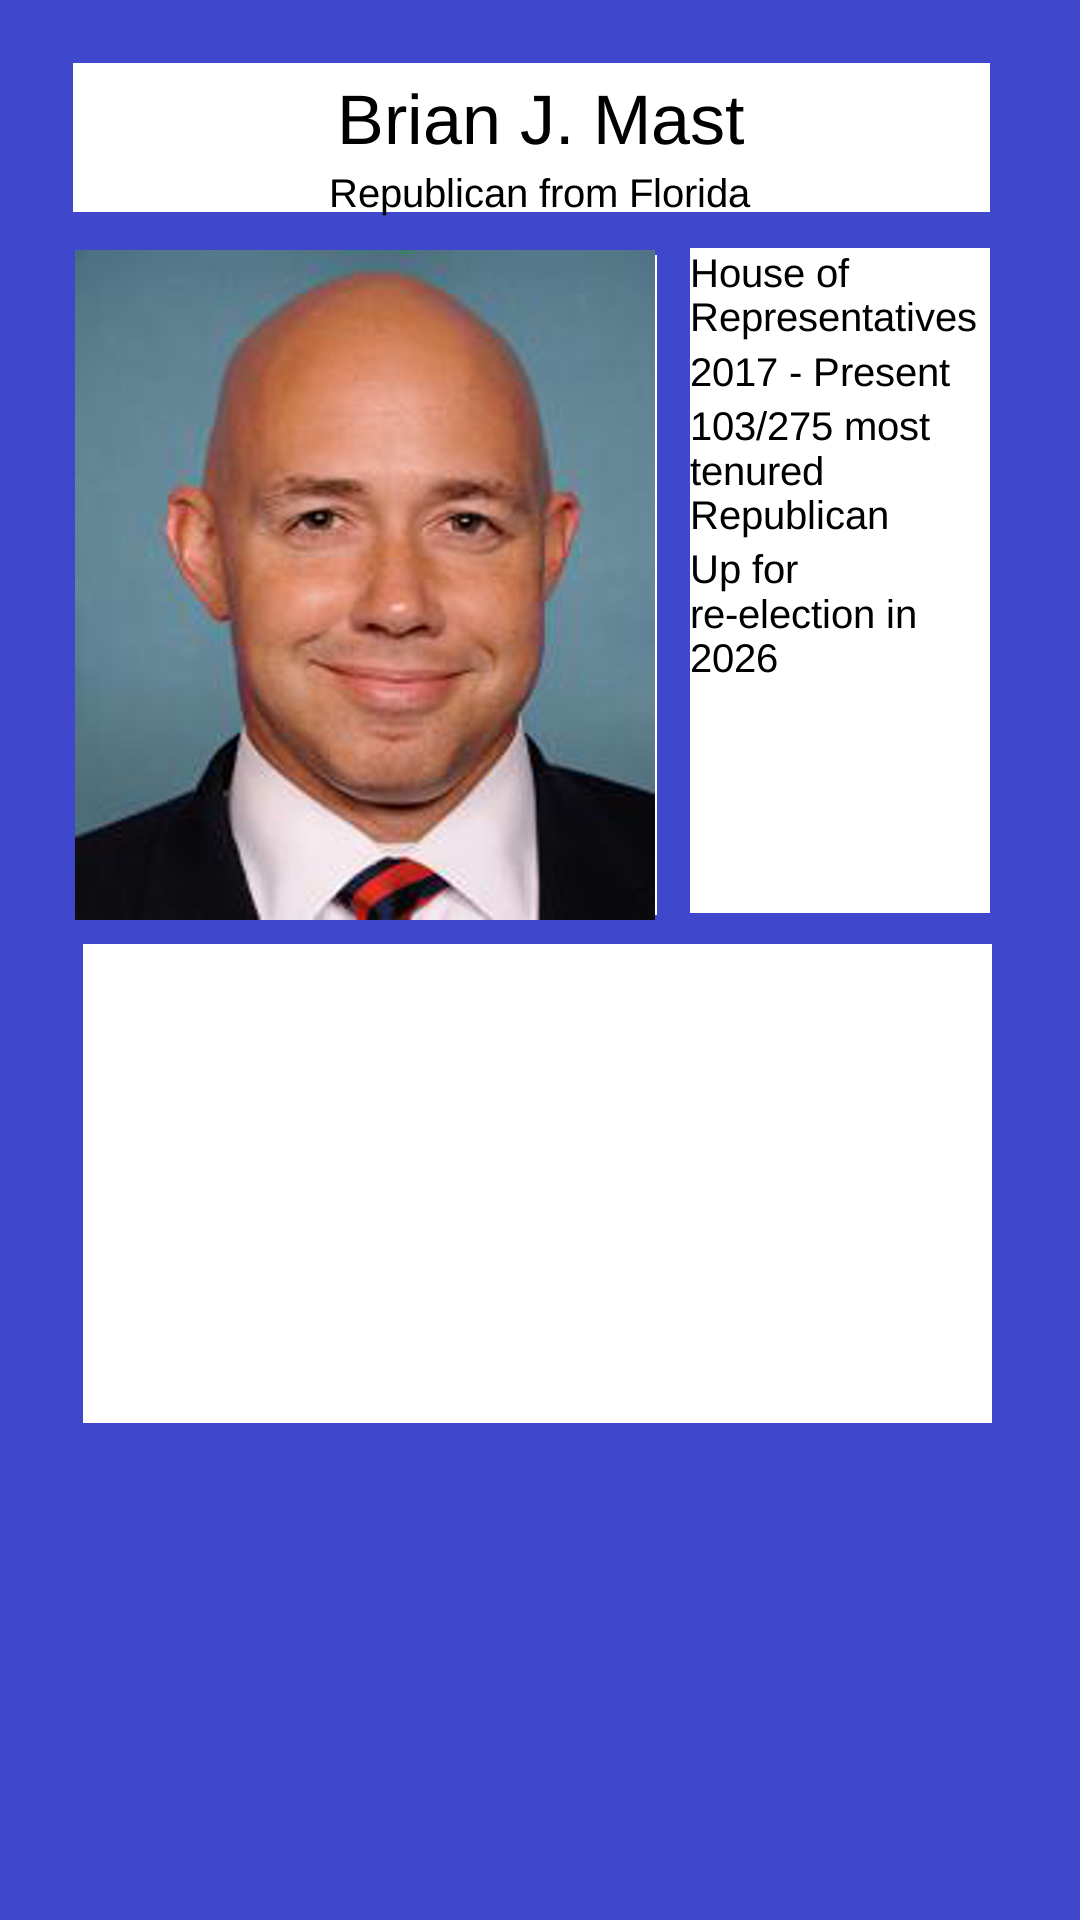 Brian J. Mast
Republican from Florida
House of
Representatives
2017 - Present
103/275 most
tenured
Republican
Up for
re-election in
2026